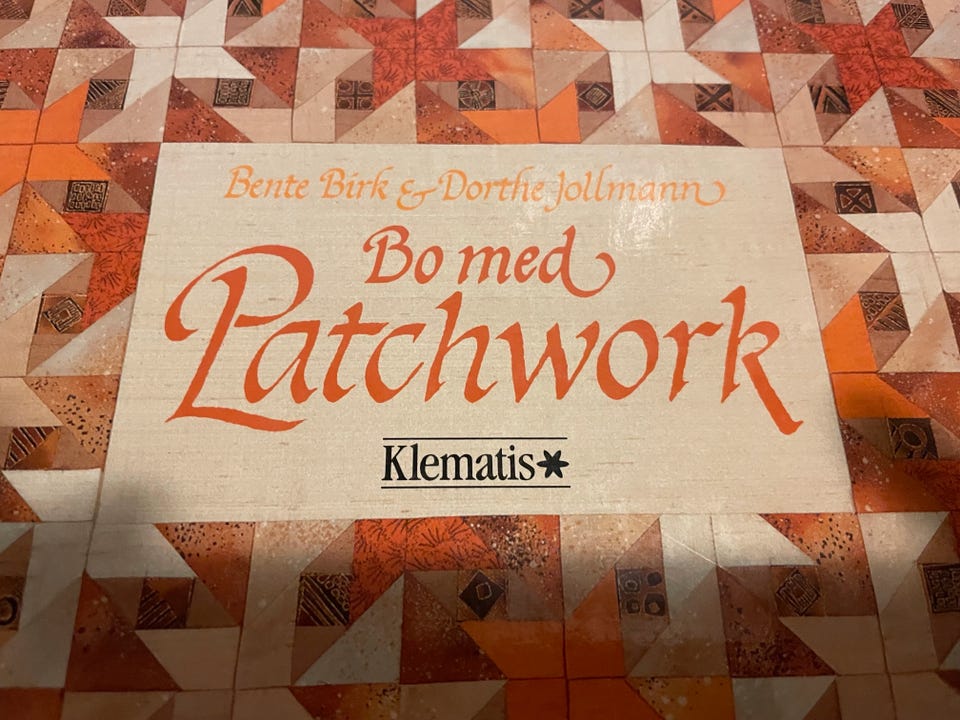 Bente Birk & Dorthe Jollmann
Bo med
Patchwork
Klematis